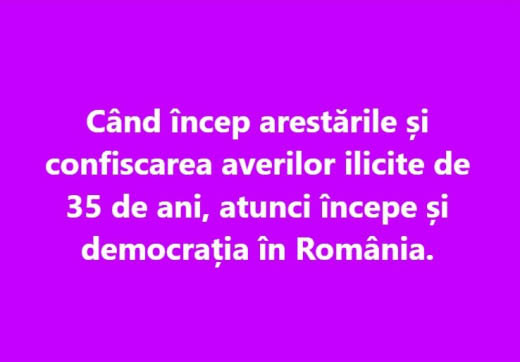 Când încep arestările și
confiscarea averilor ilicite de
35 de ani, atunci începe și
democrația în România.